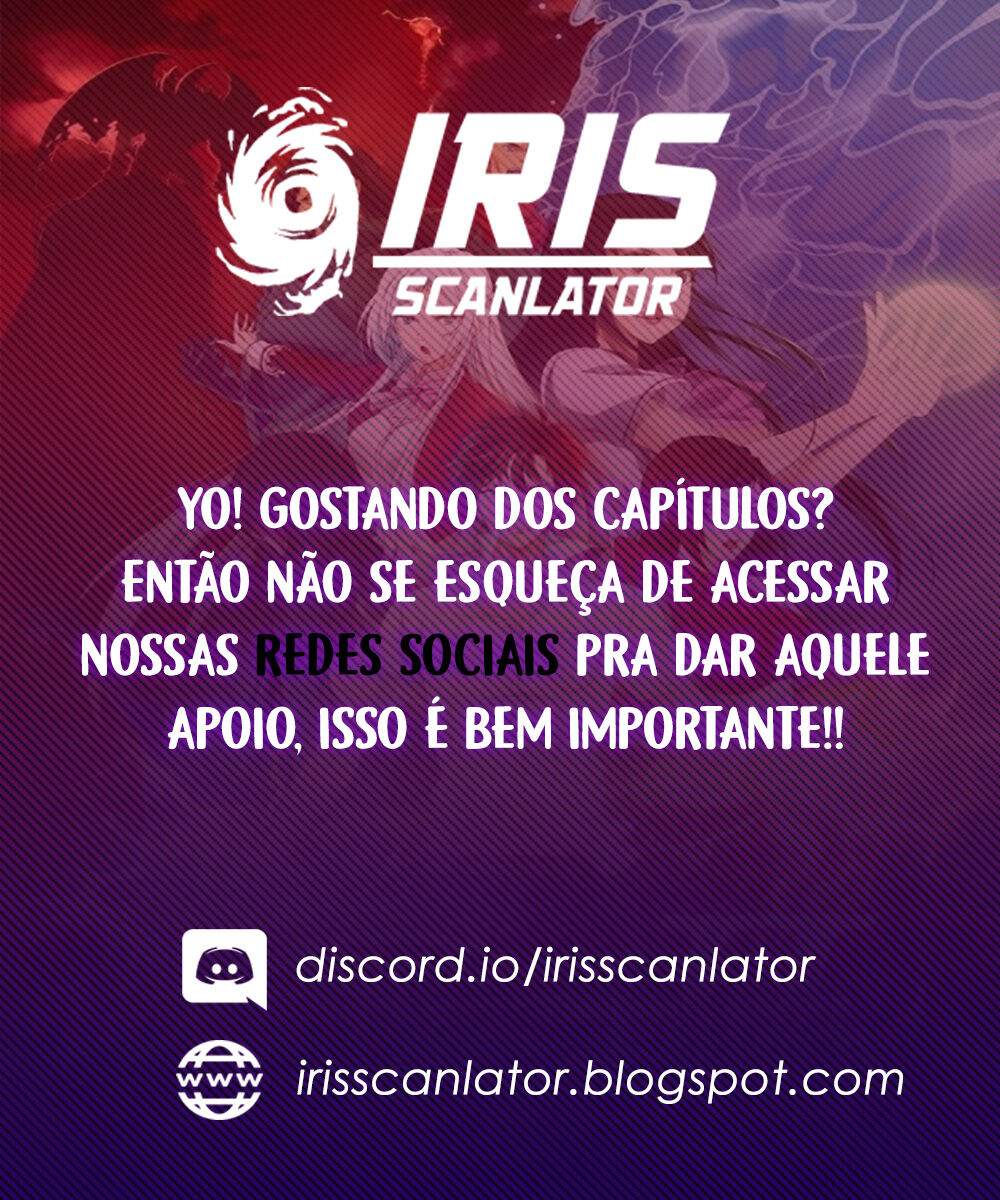 IRIS
SCANLATOR
YO! GOSTANDO DOS CAPÍTULOS?
ENTÃO NÃO SE ESQUEÇA DE ACESSAR
NOSSAS REDES SOCIAIS PRA DAR AQUELE
APOIO, ISSO É BEM IMPORTANTE!!
discord.io/irisscanlator
www
irisscanlator.blogspot.com